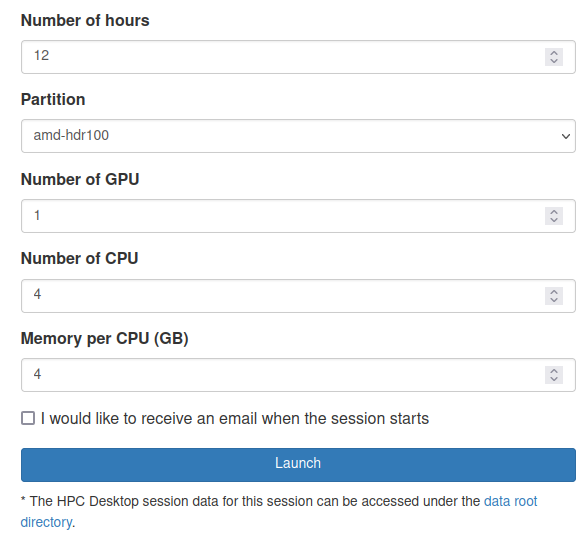 Number of hours
12
Partition
amd-hdr100
Number of GPU
1
Number of CPU
4
Memory per CPU (GB)
4
I would like to receive an email when the session starts
Launch
* The HPC Desktop session data for this session can be accessed under the data root
directory.